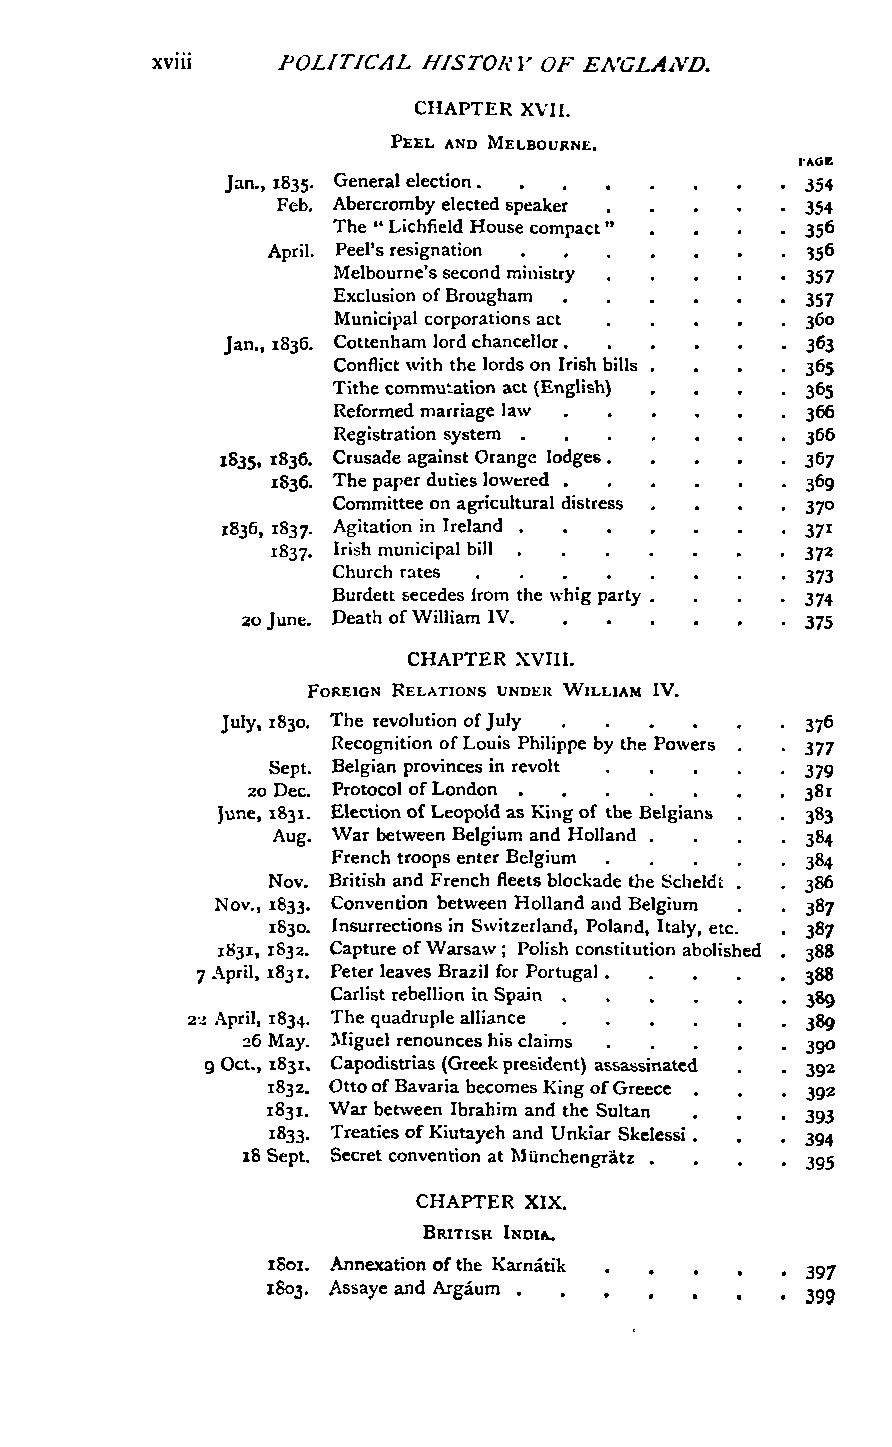 xviii POLITICAL HISTORY OF ENGLAND.
CHAPTER XVII.
PEEL AND MELBOURNE.
PAGE
Jan., 1835. General election . . . . . . . . 354
Feb. Abercromby elected speaker . . . . . 354
The “Lichfield House compact” . . . . 356
April. Peel's resignation . . . . . . . 356
Melbourne's second ministry . . . . . 357
Exclusion of Brougham . . . . . . 357
Municipal corporations act . . . . . 360
Jan., 1836. Cottenham lord chancellor . . . . . . 363
Conflict with the lords on Irish bills . . . . 365
Tithe commutation act (English) . . . . 365
Reformed marriage law . . . . . . 366
Registration system . . . . . . . 366
1835, 1836. Crusade against Orange lodges . . . . . 367
1836. The paper duties lowered . . . . . . 369
Committee on agricultural distress . . . . 370
1836, 1837. Agitation in Ireland . . . . . . . 371
1837. Irish municipal bill . . . . . . . 372
Church rates . . . . . . . . 373
Burdett secedes from the whig party . . . . 374
20 June. Death of William IV. . . . . . . 375
CHAPTER XVIII.
FOREIGN RELATIONS UNDER WILLIAM IV.
July, 1830. The revolution of July . . . . . . 376
Recognition of Louis Philippe by the Powers . . 377
Sept. Belgian provinces in revolt . . . . . 379
20 Dec. Protocol of London . . . . . . . 381
June, 1831. Election of Leopold as King of the Belgians . . 383
Aug. War between Belgium and Holland . . . . 384
French troops enter Belgium . . . . . 384
Nov. British and French fleets blockade the Scheldt . . 386
Nov., 1833. Convention between Holland and Belgium . . 387
1830. Insurrections in Switzerland, Poland, Italy, etc. . 387
1831, 1832. Capture of Warsaw; Polish constitution abolished . 388
7 April, 1831. Peter leaves Brazil for Portugal . . . . . 388
Carlist rebellion in Spain . . . . . . 389
22 April, 1834. The quadruple alliance . . . . . . 389
26 May. Miguel renounces his claims . . . . . 390
9 Oct., 1831. Capodistrias (Greek president) assassinated . . 392
1832. Otto of Bavaria becomes King of Greece . . . 392
1831. War between Ibrahim and the Sultan . . . 393
1833. Treaties of Kiutayeh and Unkiar Skelessi . . . 394
18 Sept. Secret convention at Münchengrätz . . . . 395
CHAPTER XIX.
BRITISH INDIA.
1801. Annexation of the Karnátik . . . . . 397
1803. Assaye and Argáum . . . . . . . 399